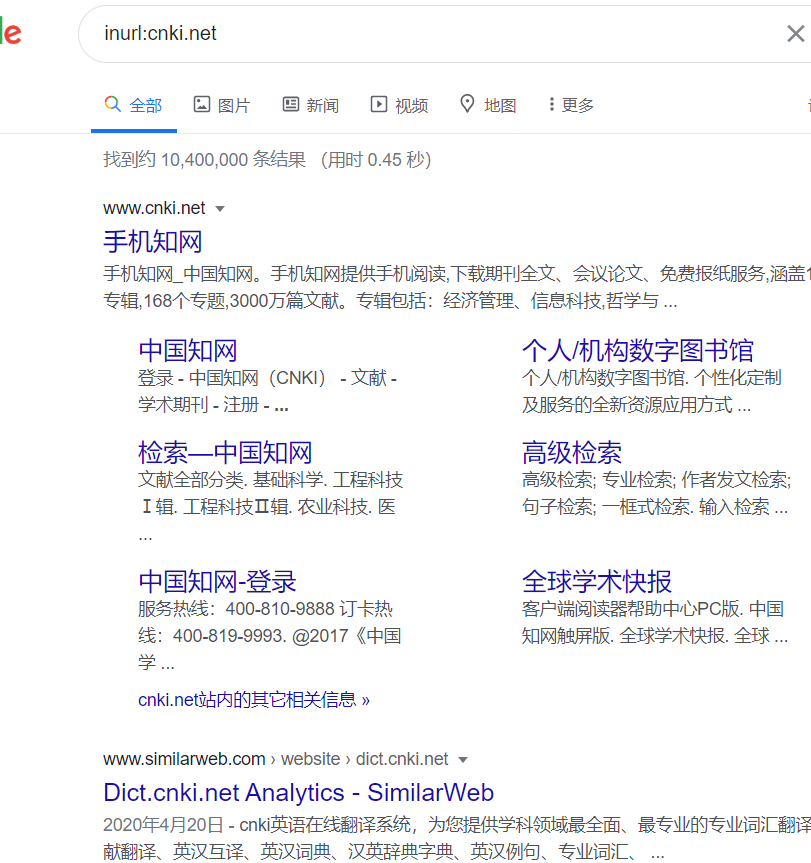 e
inurl:cnki.net
全部 图片 新闻 视频 地图 更多
找到约 10,400,000 条结果 （用时 0.45 秒）
www.cnki.net
手机知网
手机知网_中国知网。手机知网提供手机阅读,下载期刊全文、会议论文、免费报纸服务,涵盖1
专辑,168个专题,3000万篇文献。专辑包括：经济管理、信息科技,哲学与 ...
中国知网
登录 - 中国知网（CNKI） - 文献 -
学术期刊 - 注册 - ...
个人/机构数字图书馆
个人/机构数字图书馆. 个性化定制
及服务的全新资源应用方式 ...
检索—中国知网
文献全部分类. 基础科学. 工程科技
Ⅰ辑. 工程科技Ⅱ辑. 农业科技. 医
...
高级检索
高级检索; 专业检索; 作者发文检索;
句子检索; 一框式检索. 输入检索 ...
中国知网-登录
服务热线：400-810-9888 订卡热
线：400-819-9993. @2017《中国
学 ...
全球学术快报
客户端阅读器帮助中心PC版. 中国
知网触屏版. 全球学术快报. 全球 ...
cnki.net站内的其它相关信息 »
www.similarweb.com › website › dict.cnki.net
Dict.cnki.net Analytics - SimilarWeb
2020年4月20日 - cnki英语在线翻译系统，为您提供学科领域最全面、最专业的专业词汇翻译
献翻译、英汉互译、英汉词典、汉英辞典字典、英汉例句、专业词汇、 ...